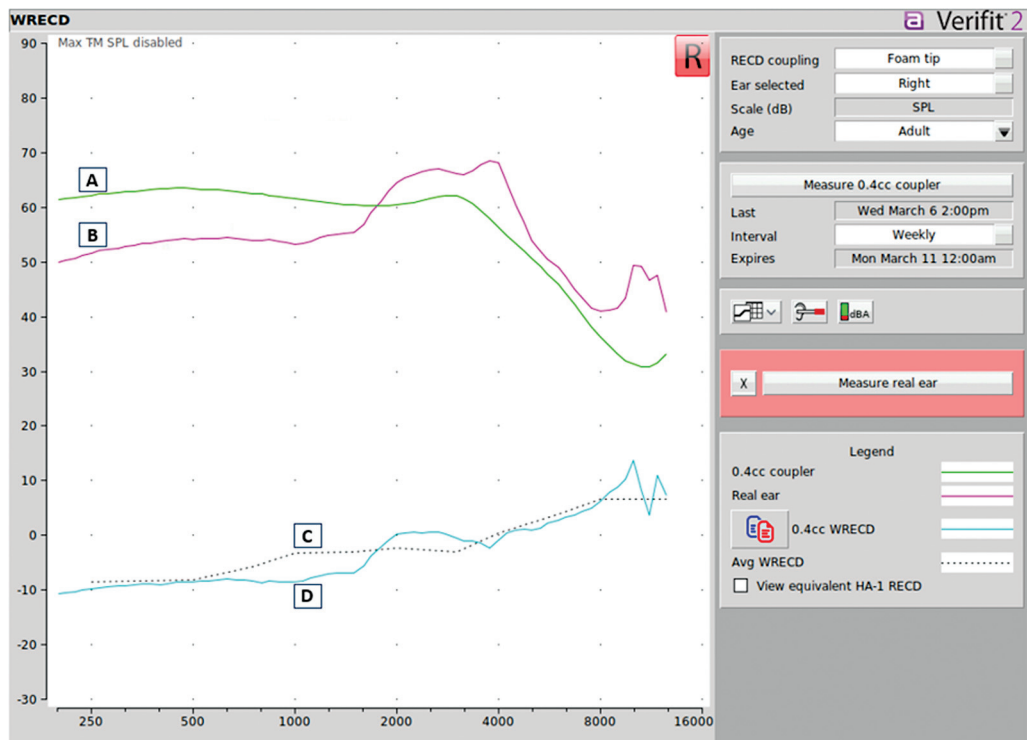 WRECD
a Verifit 2
Max TM SPL disabled
R
90
80
70
60
50
40
30
20
10
0
-10
-20
-30
A
B
C
D
250 500 1000 2000 4000 8000 16000
RECD coupling Foam tip
Ear selected Right
Scale (dB) SPL
Age Adult
Measure 0.4cc coupler
Last Wed March 6 2:00pm
Interval Weekly
Expires Mon March 11 12:00am
dBA
X Measure real ear
Legend
0.4cc coupler
Real ear
0.4cc WRECD
Avg WRECD
View equivalent HA-1 RECD